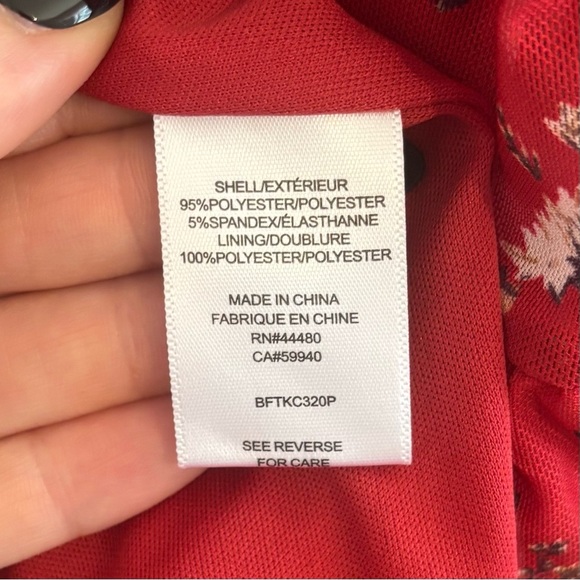 SHELL/EXTÉRIEUR
95%POLYESTER/POLYESTER
5%SPANDEX/ÉLASTHANNE
LINING/DOUBLURE
100%POLYESTER/POLYESTER
MADE IN CHINA
FABRIQUE EN CHINE
RN#44480
CA#59940
BFTKC320P
SEE REVERSE
FOR CARE